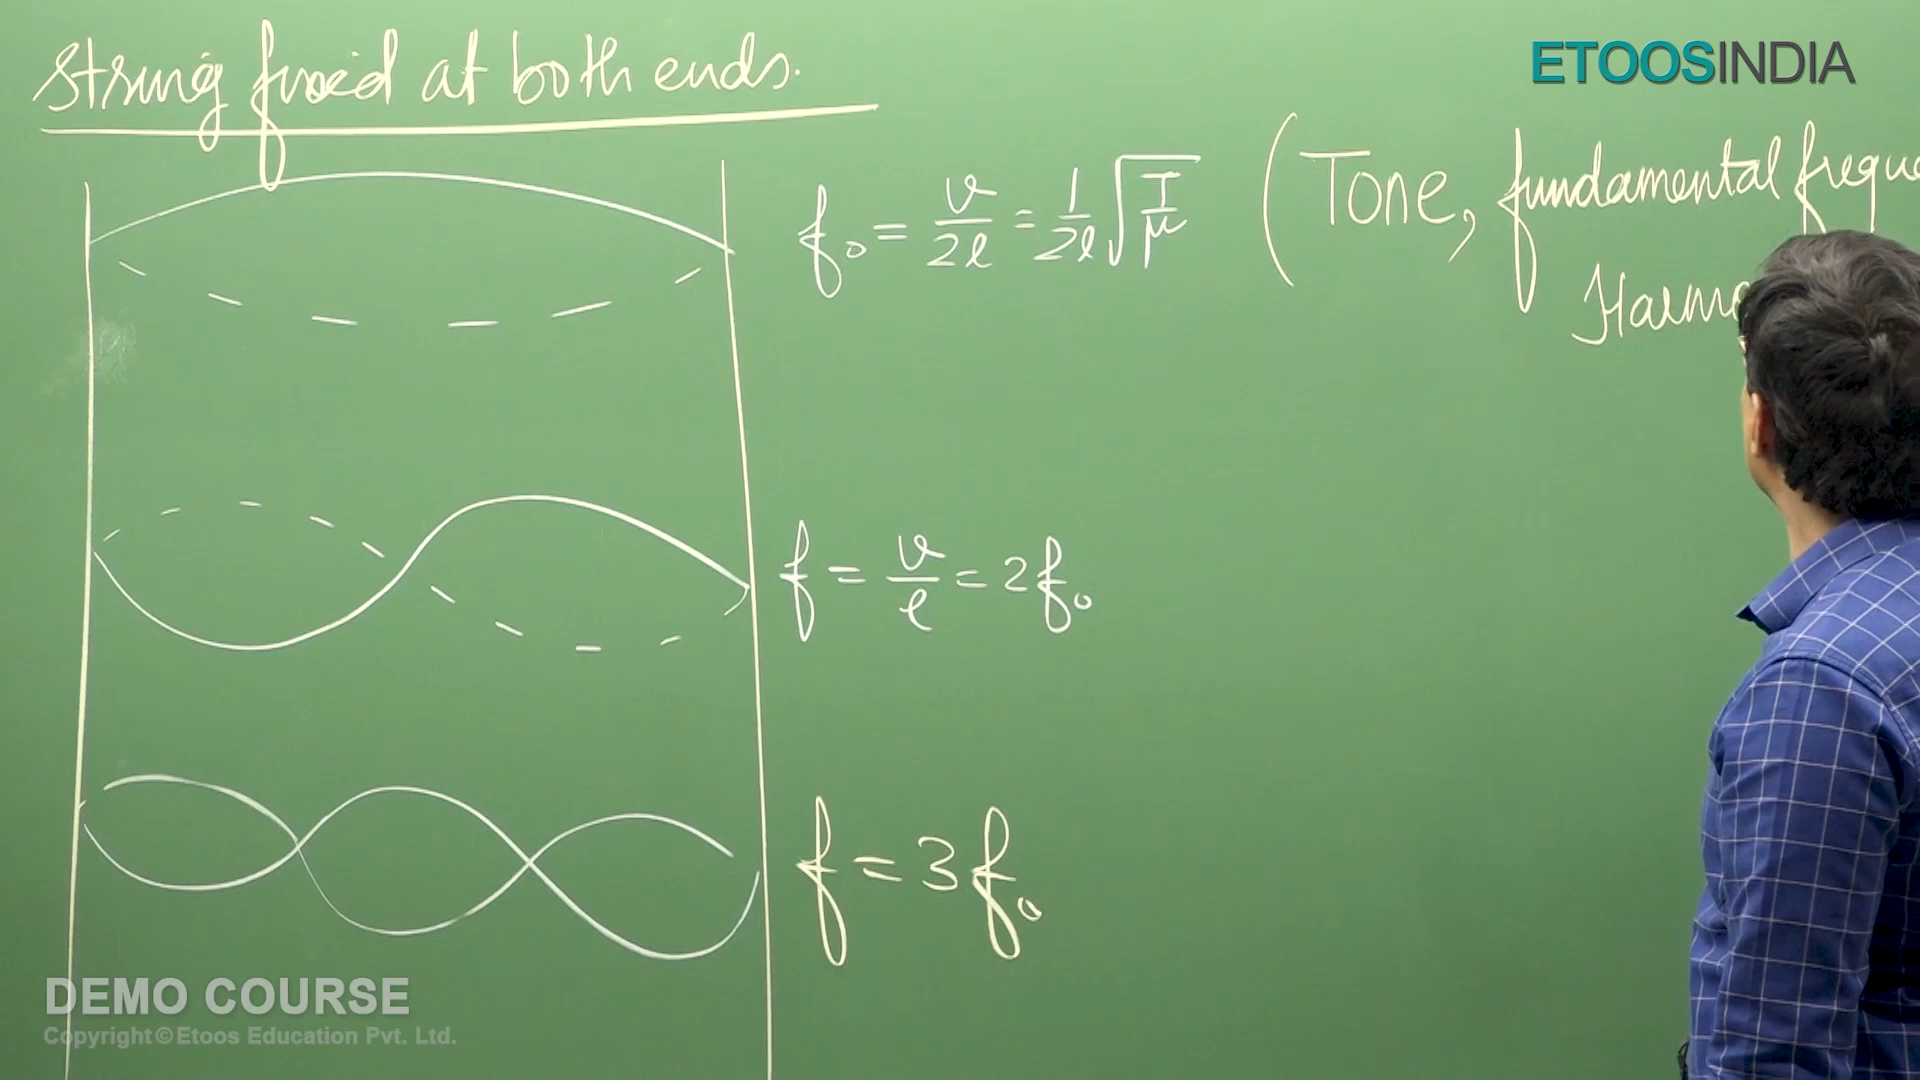 string fixed at both ends.
ETOOSINDIA
f₀ = v/2l = 1/2l √T/μ (Tone, fundamental
f = v/l = 2f₀
f = 3f₀
DEMO COURSE
Copyright © Etoos Education Pvt. Ltd.